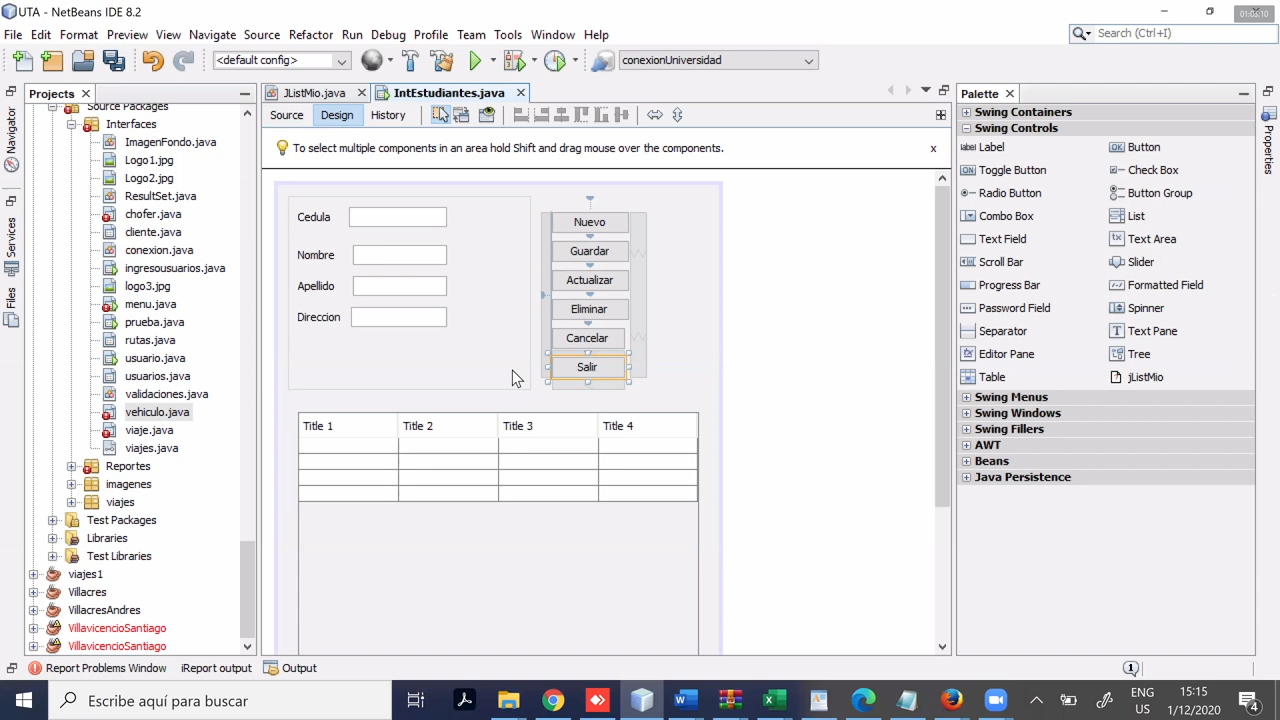 UTA - NetBeans IDE 8.2
01:03:10
File Edit Format Preview View Navigate Source Refactor Run Debug Profile Team Tools Window Help
Search (Ctrl+I)
<default config>
conexionUniversidad
Projects
JListMio.java
IntEstudiantes.java
Palette
Navigator
Services
Files
Properties
Source Packages
Interfaces
ImagenFondo.java
Logo1.jpg
Logo2.jpg
ResultSet.java
chofer.java
cliente.java
conexion.java
ingresousuarios.java
logo3.jpg
menu.java
prueba.java
rutas.java
usuario.java
usuarios.java
validaciones.java
vehiculo.java
viaje.java
viajes.java
Reportes
imagenes
viajes
Test Packages
Libraries
Test Libraries
viajes1
Villacres
VillacresAndres
VillavicencioSantiago
VillavicencioSantiago
Source Design History
To select multiple components in an area hold Shift and drag mouse over the components.
x
Cedula
Nombre
Apellido
Direccion
Nuevo
Guardar
Actualizar
Eliminar
Cancelar
Salir
Title 1 Title 2 Title 3 Title 4
Swing Containers
Swing Controls
label Label OK Button
ON Toggle Button Check Box
Radio Button Button Group
Combo Box List
Text Field tx Text Area
Scroll Bar Slider
Progress Bar Formatted Field
Password Field Spinner
Separator T Text Pane
Editor Pane Tree
Table jListMio
Swing Menus
Swing Windows
Swing Fillers
AWT
Beans
Java Persistence
Report Problems Window iReport output Output
1
Escribe aquí para buscar
ENG
US
15:15
1/12/2020
4